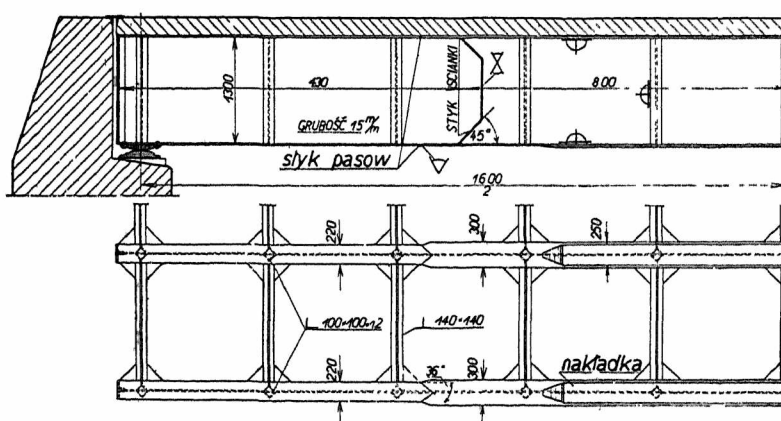 430
800
1300
STYK ŚCIANKI
GRUBOŚĆ 15 m/m
45°
styk pasow
1600
2
220
300
250
L 100•100•12
L 140•140
220
36°
300
nakładka